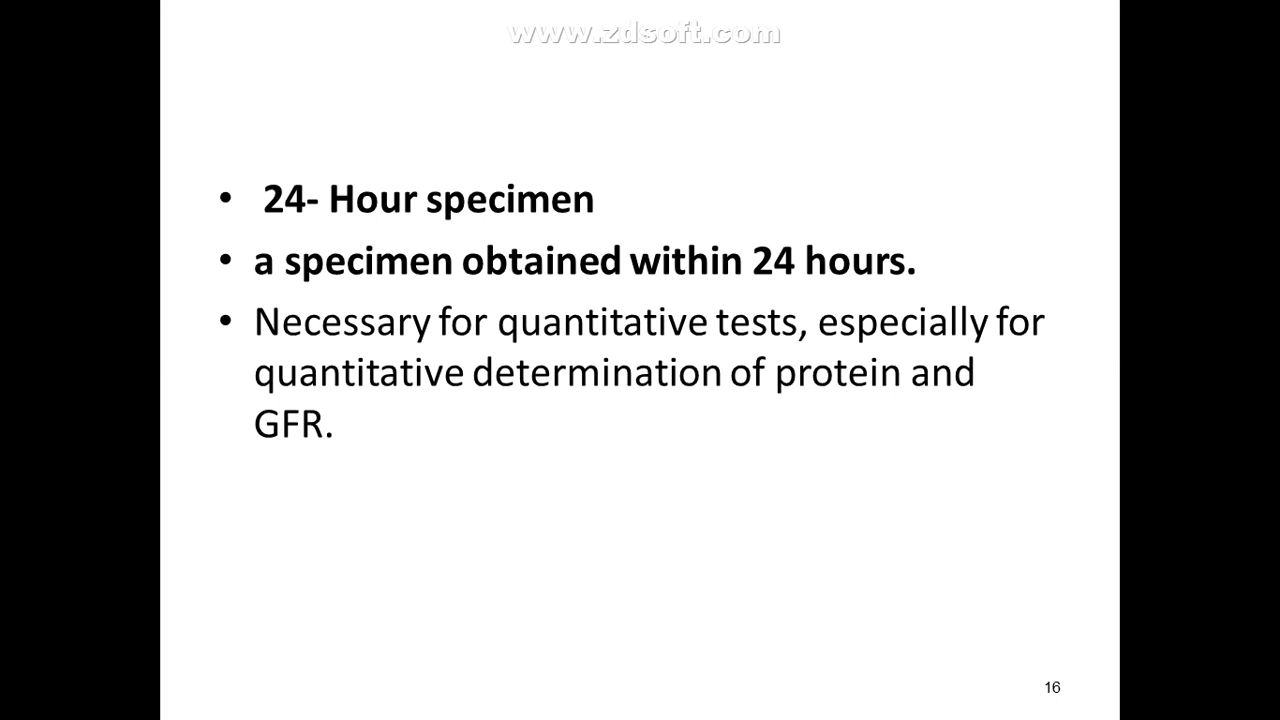 www.zdsoft.com
• 24- Hour specimen
• a specimen obtained within 24 hours.
• Necessary for quantitative tests, especially for
quantitative determination of protein and
GFR.
16